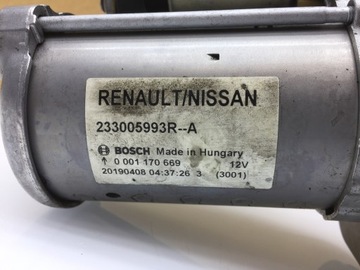 RENAULT/NISSAN
233005993R--A
BOSCH Made in Hungary
↑ 0 001 170 669 12V
20190408 04:37:26 3 (3001)